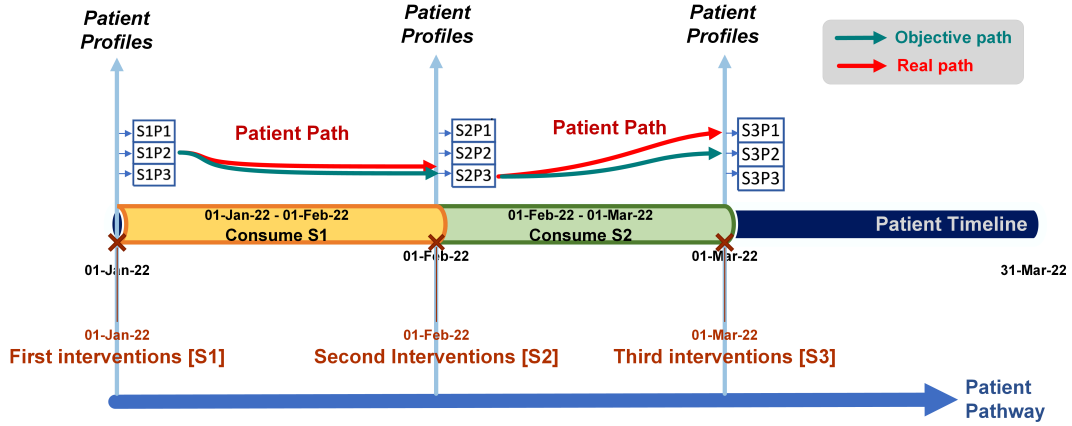 Patient
Profiles
Patient
Profiles
Patient
Profiles
Objective path
Real path
S1P1
S1P2
S1P3
Patient Path
S2P1
S2P2
S2P3
Patient Path
S3P1
S3P2
S3P3
01-Jan-22 - 01-Feb-22
Consume S1
01-Feb-22 - 01-Mar-22
Consume S2
Patient Timeline
01-Jan-22
01-Feb-22
01-Mar-22
31-Mar-22
01-Jan-22
First interventions [S1]
01-Feb-22
Second Interventions [S2]
01-Mar-22
Third interventions [S3]
Patient
Pathway